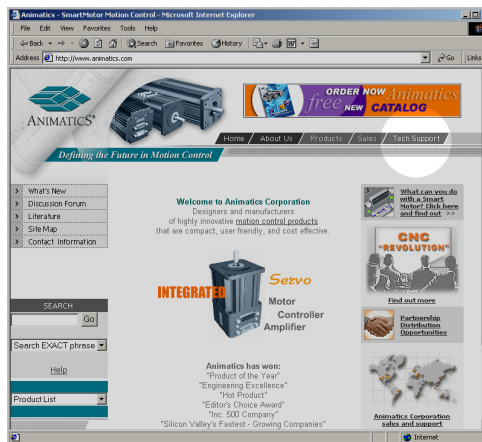 Animatics - SmartMotor Motion Control - Microsoft Internet Explorer
File Edit View Favorites Tools Help
Back Search Favorites History
Address http://www.animatics.com Go Links
ORDER NOW Animatics
free NEW CATALOG
ANIMATICS®
Home / About Us / Products / Sales / Tech Support
Defining the Future in Motion Control
> What's New
> Discussion Forum
> Literature
> Site Map
> Contact Information
SEARCH
Go
Search EXACT phrase
Help
Product List
Welcome to Animatics Corporation
Designers and manufacturers
of highly innovative motion control products
that are compact, user friendly, and cost effective.
INTEGRATED
Servo
Motor
Controller
Amplifier
Animatics has won:
"Product of the Year"
"Engineering Excellence"
"Hot Product"
"Editor's Choice Award"
"Inc. 500 Company"
"Silicon Valley's Fastest - Growing Companies"
What can you do
with a Smart
Motor? Click here
and find out >>
CNC
"REVOLUTION"
Find out more
Partnership
Distribution
Opportunities
Animatics Corporation
sales and support
Internet